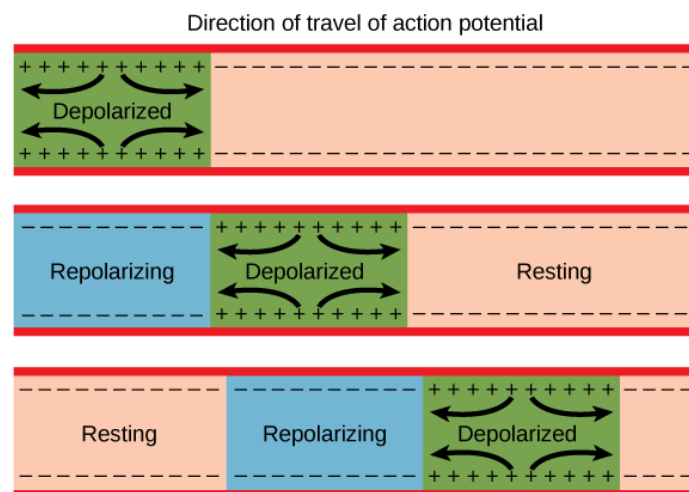 Direction of travel of action potential
+ + + + + + + + + + — — — — — — — — — — — — — — — — — — — — — — — —
Depolarized
+ + + + + + + + + + — — — — — — — — — — — — — — — — — — — — — — — —
— — — — — — — — — — + + + + + + + + + + — — — — — — — — — — — — — —
Repolarizing Depolarized Resting
— — — — — — — — — — + + + + + + + + + + — — — — — — — — — — — — — —
— — — — — — — — — — — — — — — — — — — — + + + + + + + + + + — — —
Resting Repolarizing Depolarized
— — — — — — — — — — — — — — — — — — — — + + + + + + + + + + — — —